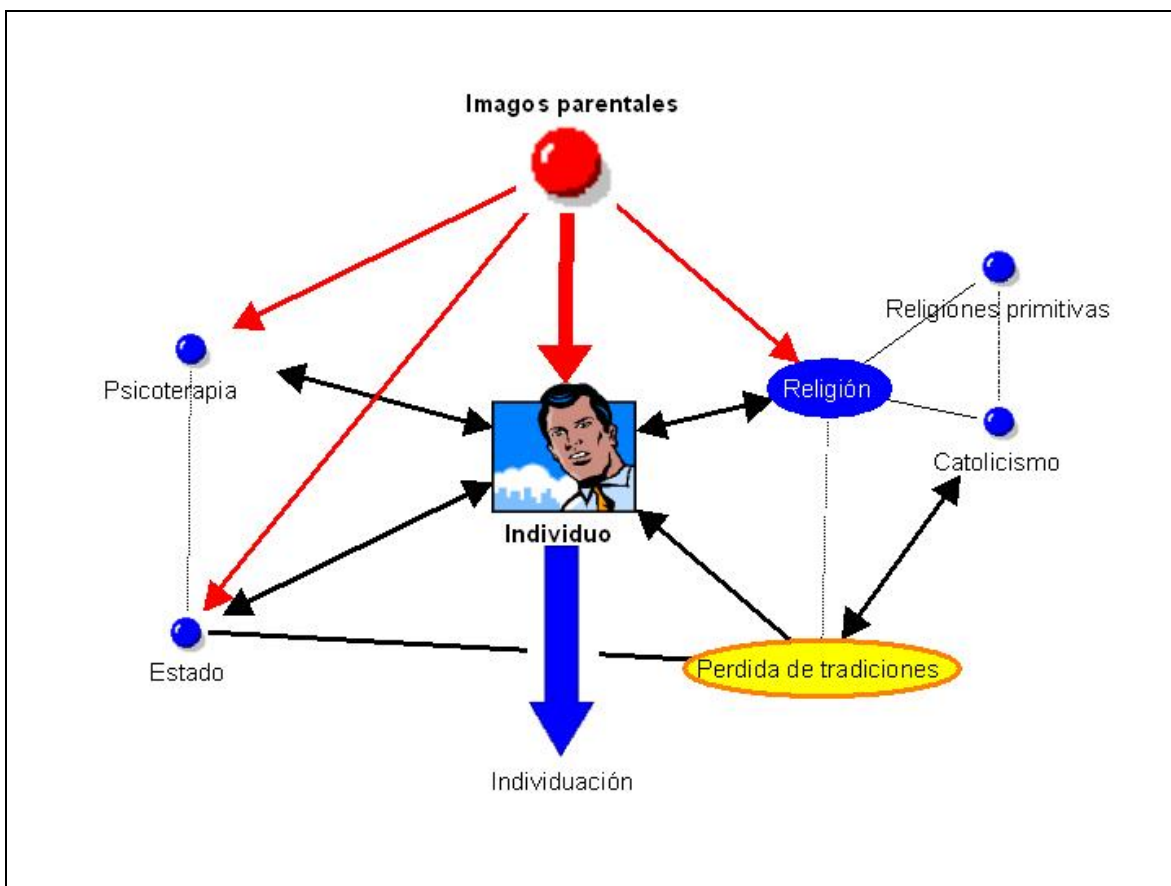 Imagos parentales
Religiones primitivas
Psicoterapia
Religión
Catolicismo
Individuo
Estado
Perdida de tradiciones
Individuación